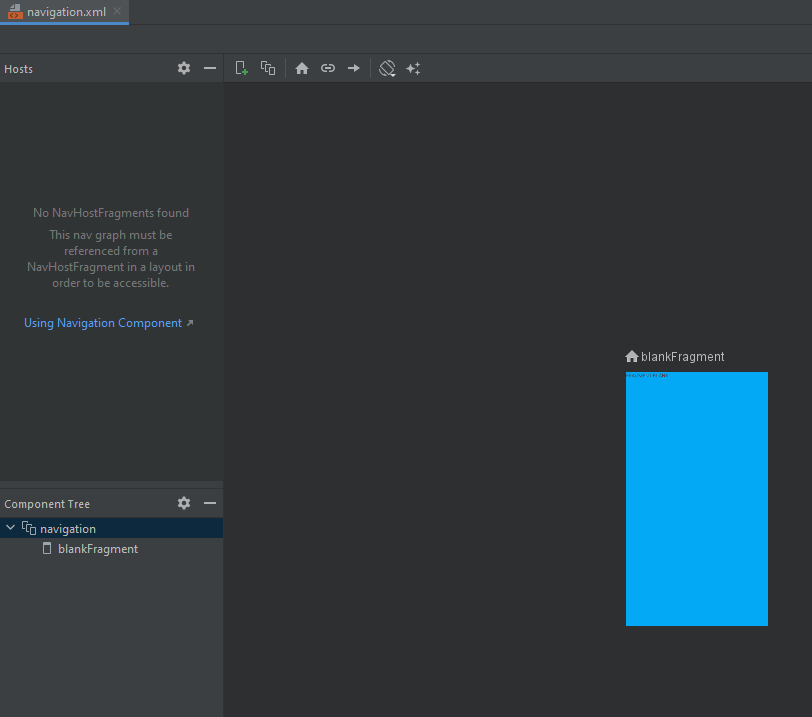 navigation.xml
Hosts
No NavHostFragments found
This nav graph must be
referenced from a
NavHostFragment in a layout in
order to be accessible.
Using Navigation Component
blankFragment
Component Tree
navigation
blankFragment